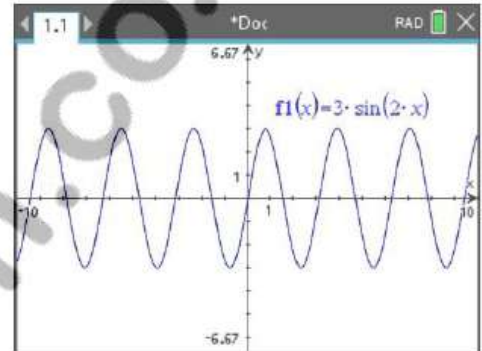 1.1 *Doc RAD
6.67 y
f1(x)=3· sin(2· x)
1
x
-10 1 10
-6.67